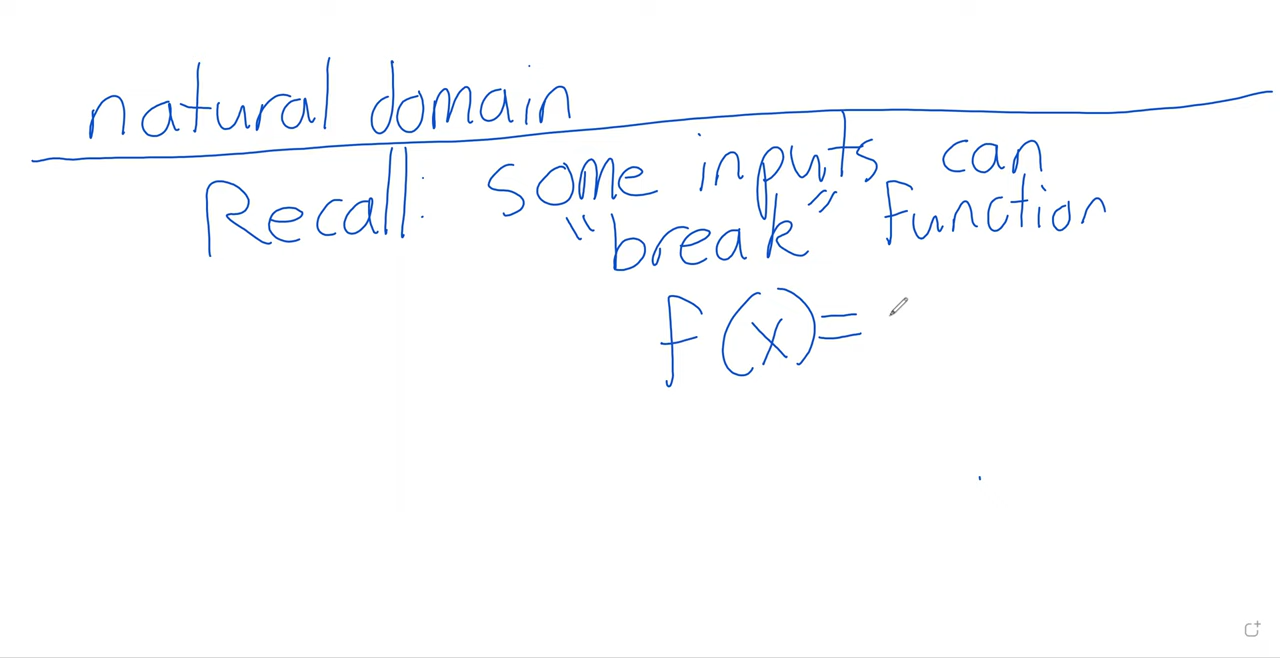 natural domain
Recall: some inputs can
"break" function
f(x)=